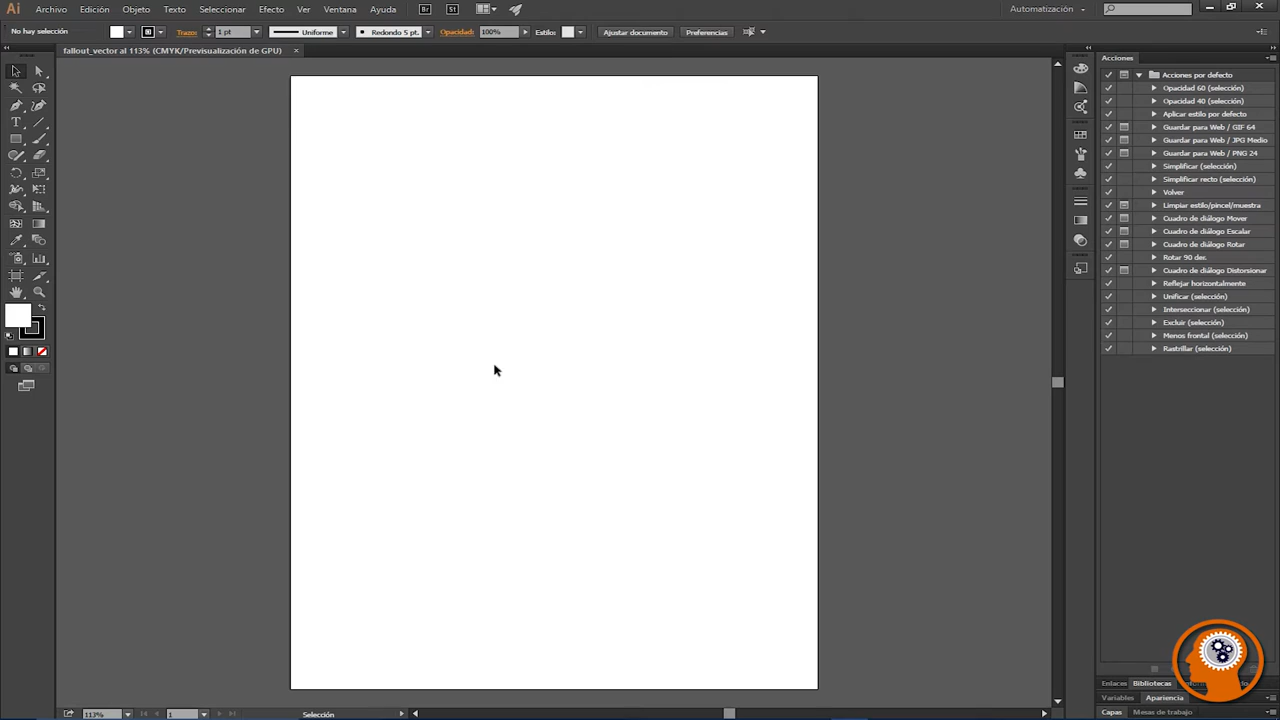 Ai Archivo Edición Objeto Texto Seleccionar Efecto Ver Ventana Ayuda Br St Automatización
No hay selección Trazo: 1 pt Uniforme Redondo 5 pt. Opacidad: 100% Estilo: Ajustar documento Preferencias
fallout_vector al 113% (CMYK/Previsualización de GPU) ×
Acciones
Acciones por defecto
Opacidad 60 (selección)
Opacidad 40 (selección)
Aplicar estilo por defecto
Guardar para Web / GIF 64
Guardar para Web / JPG Medio
Guardar para Web / PNG 24
Simplificar (selección)
Simplificar recto (selección)
Volver
Limpiar estilo/pincel/muestra
Cuadro de diálogo Mover
Cuadro de diálogo Escalar
Cuadro de diálogo Rotar
Rotar 90 der.
Cuadro de diálogo Distorsionar
Reflejar horizontalmente
Unificar (selección)
Interseccionar (selección)
Excluir (selección)
Menos frontal (selección)
Rastrillar (selección)
Enlaces Bibliotecas
Variables Apariencia
Capas Mesas de trabajo
113% 1 Selección